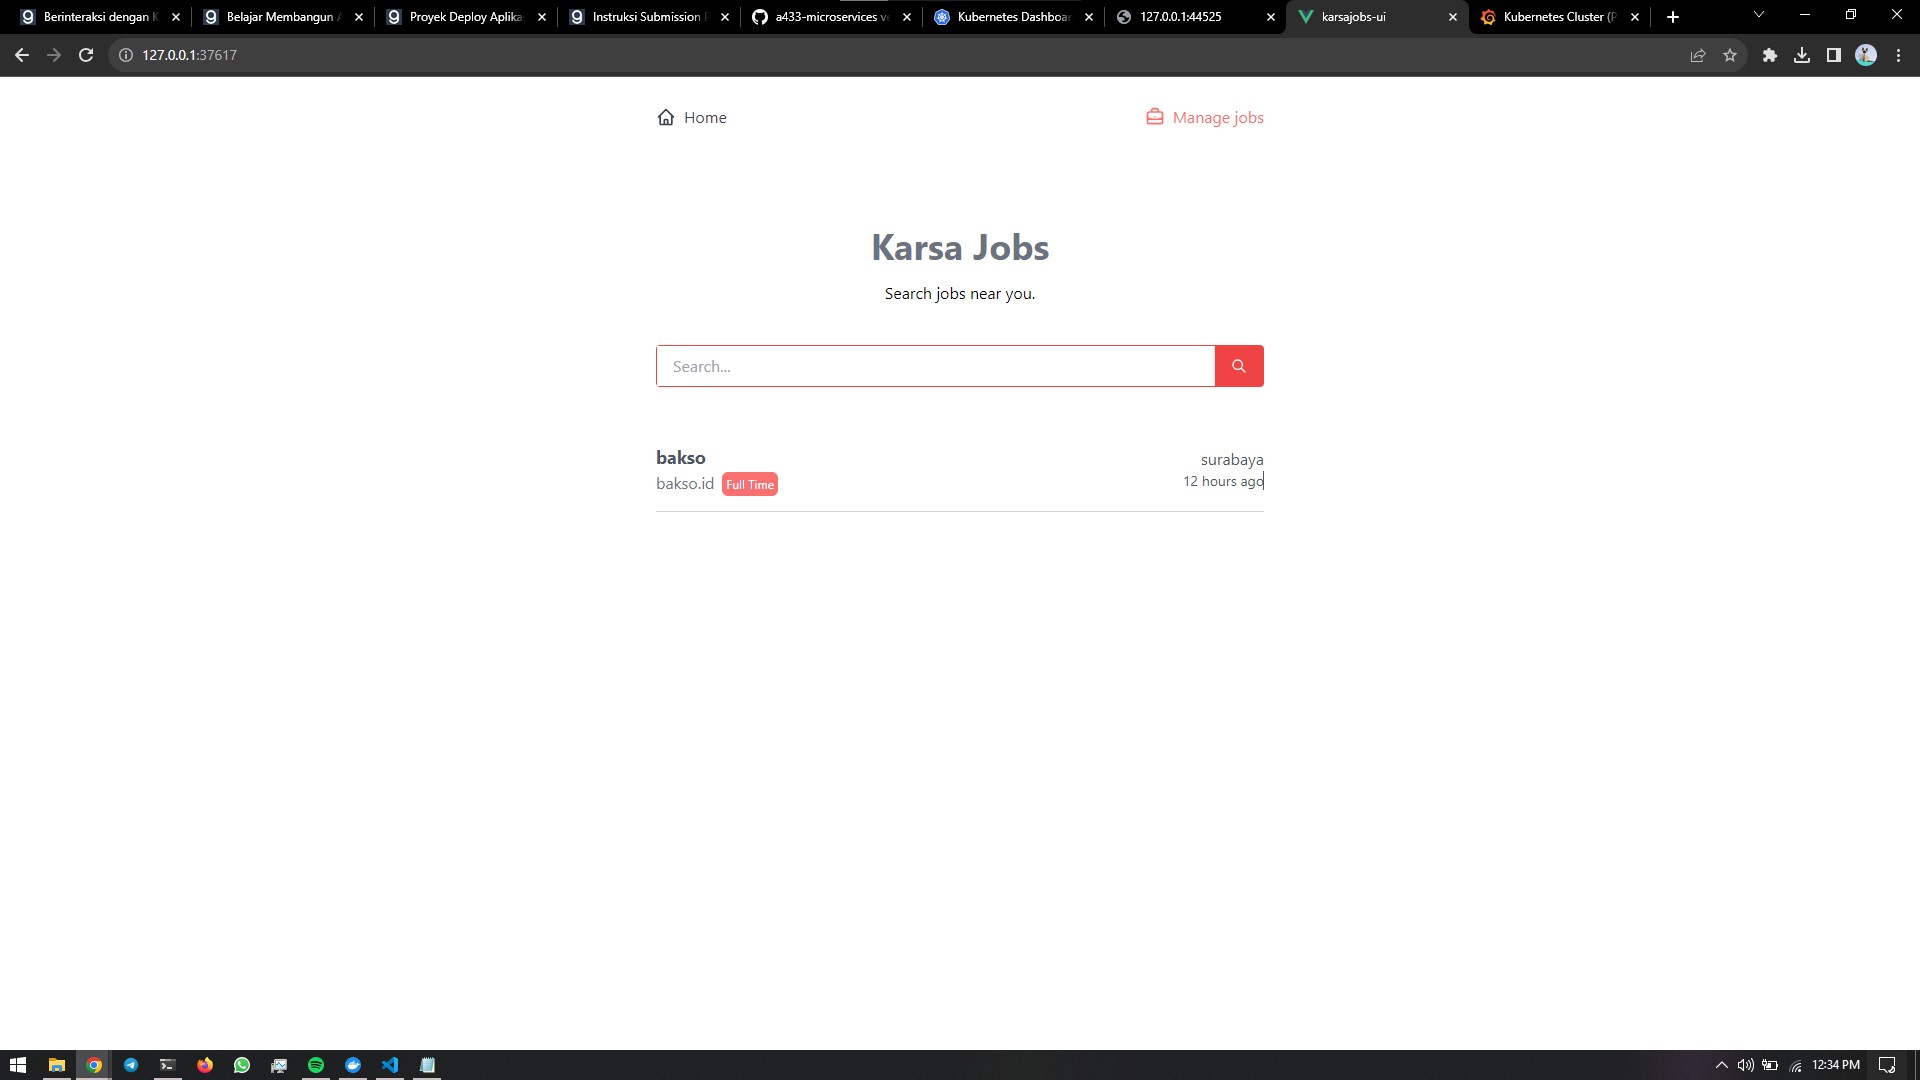 Berinteraksi dengan K
Belajar Membangun A
Proyek Deploy Aplikas
Instruksi Submission P
a433-microservices ve
Kubernetes Dashboar
127.0.0.1:44525
karsajobs-ui
Kubernetes Cluster (P
127.0.0.1:37617
Home
Manage jobs
Karsa Jobs
Search jobs near you.
Search...
bakso
surabaya
bakso.id Full Time
12 hours ago
12:34 PM